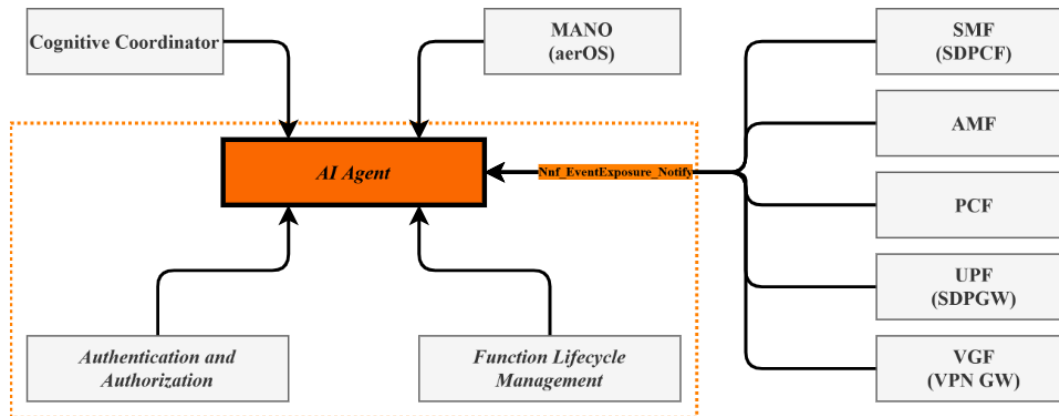 Cognitive Coordinator
MANO
(aerOS)
SMF
(SDPCF)
AMF
AI Agent
Nnf_EventExposure_Notify
PCF
UPF
(SDPGW)
Authentication and
Authorization
Function Lifecycle
Management
VGF
(VPN GW)